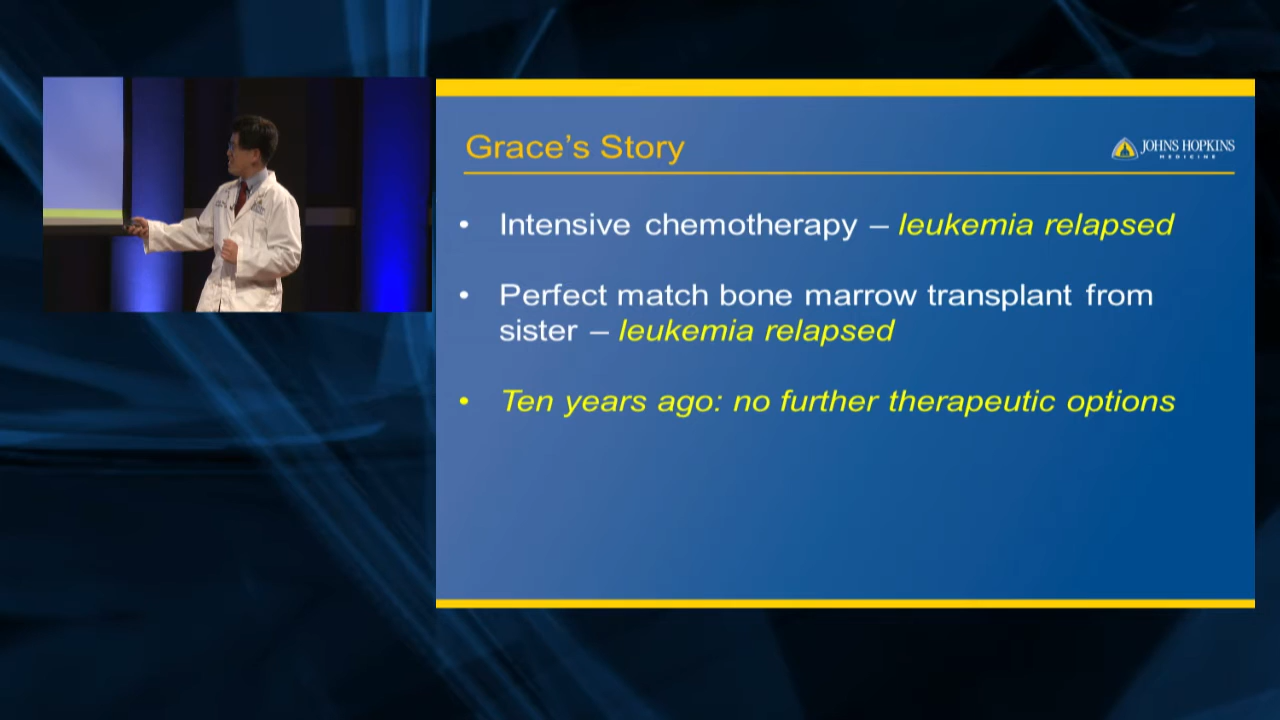 Grace's Story
JOHNS HOPKINS
MEDICINE
• Intensive chemotherapy – leukemia relapsed
• Perfect match bone marrow transplant from
sister – leukemia relapsed
• Ten years ago: no further therapeutic options